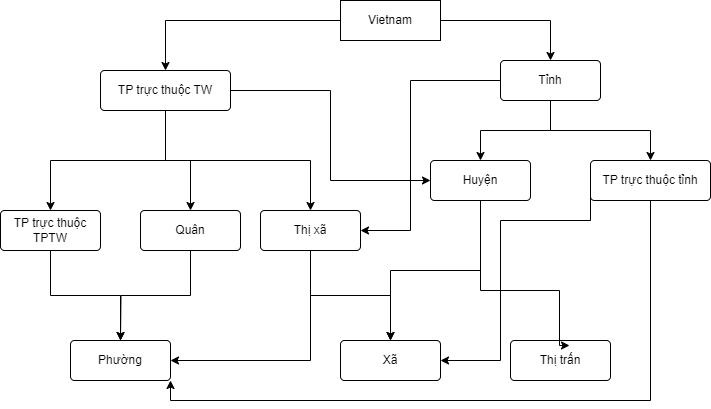 Vietnam
TP trực thuộc TW
Tỉnh
TP trực thuộc
TPTW
Quân
Thị xã
Huyện
TP trực thuộc tỉnh
Phường
Xã
Thị trấn